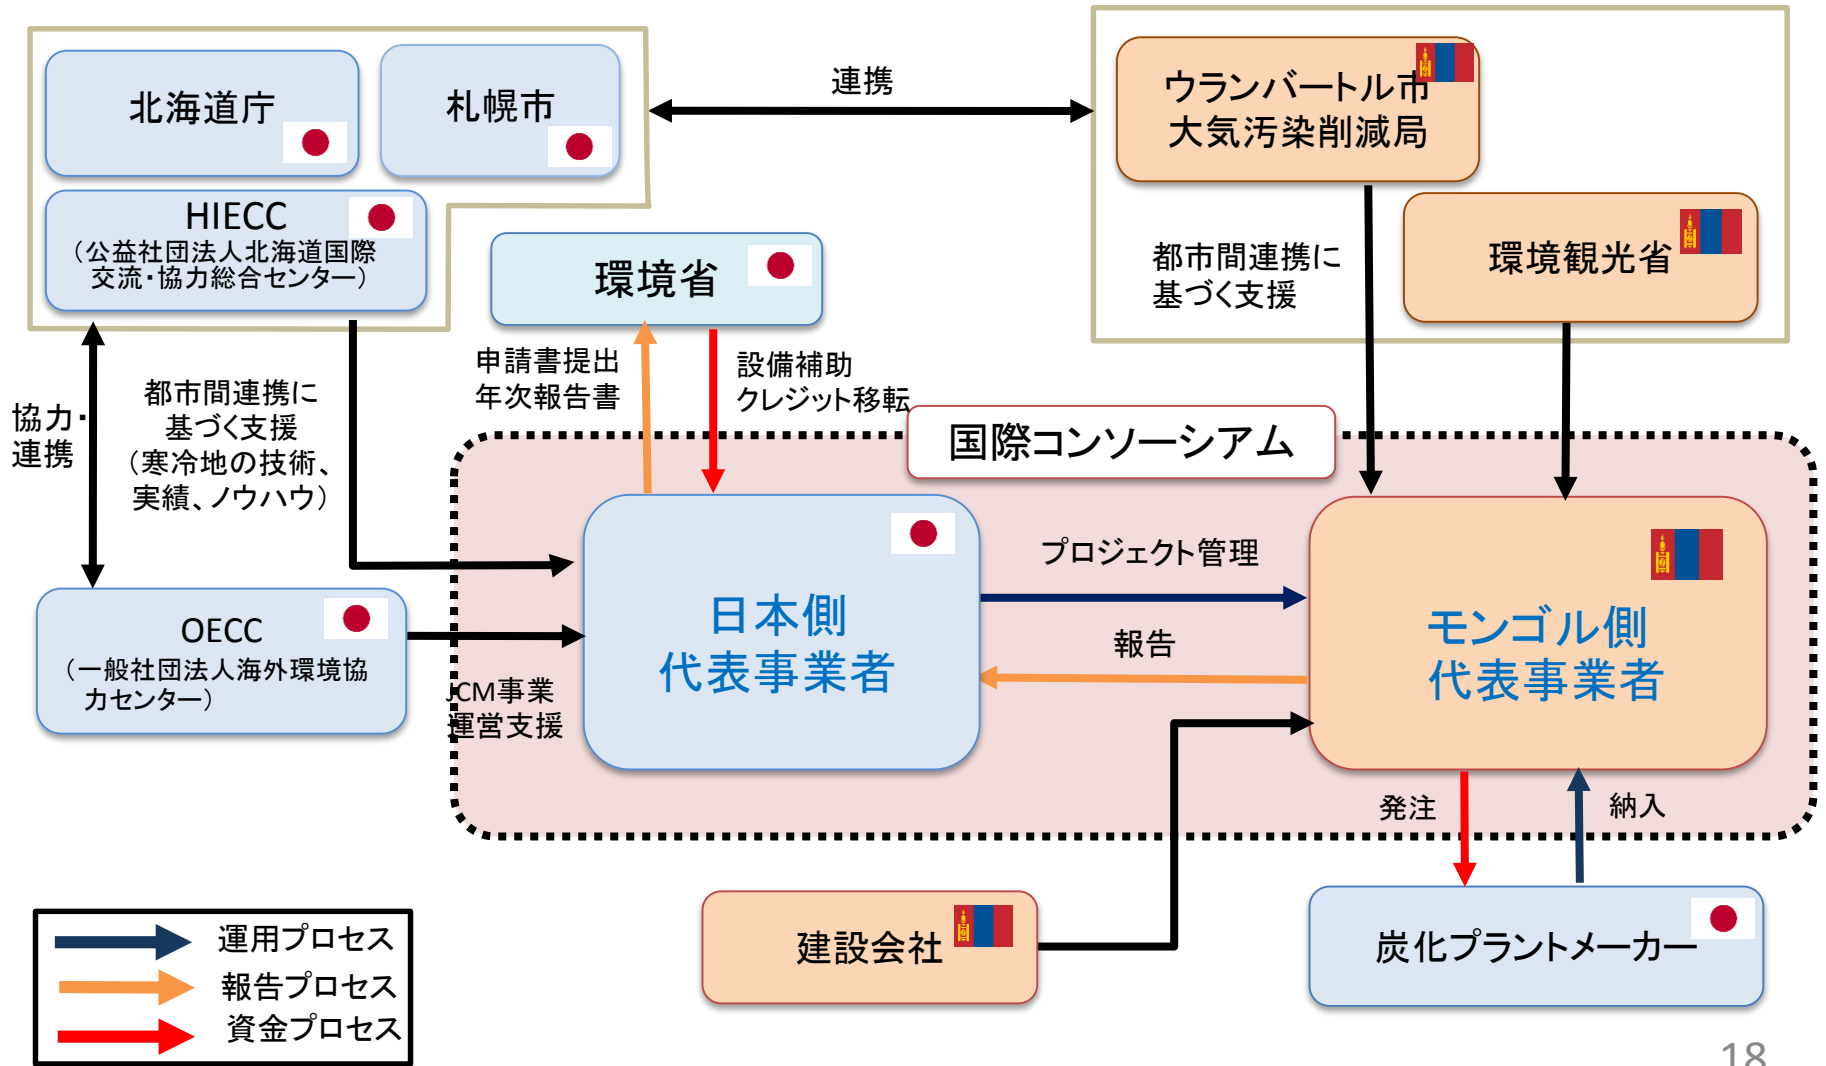 北海道庁
札幌市
連携
ウランバートル市
大気汚染削減局
HIECC
（公益社団法人北海道国際
交流・協力総合センター）
環境省
都市間連携に
基づく支援
環境観光省
申請書提出
年次報告書
設備補助
クレジット移転
協力・
連携
都市間連携に
基づく支援
（寒冷地の技術、
実績、ノウハウ）
国際コンソーシアム
プロジェクト管理
日本側
代表事業者
報告
モンゴル側
代表事業者
OECC
（一般社団法人海外環境協
力センター）
JCM事業
運営支援
発注
納入
建設会社
炭化プラントメーカー
運用プロセス
報告プロセス
資金プロセス
18